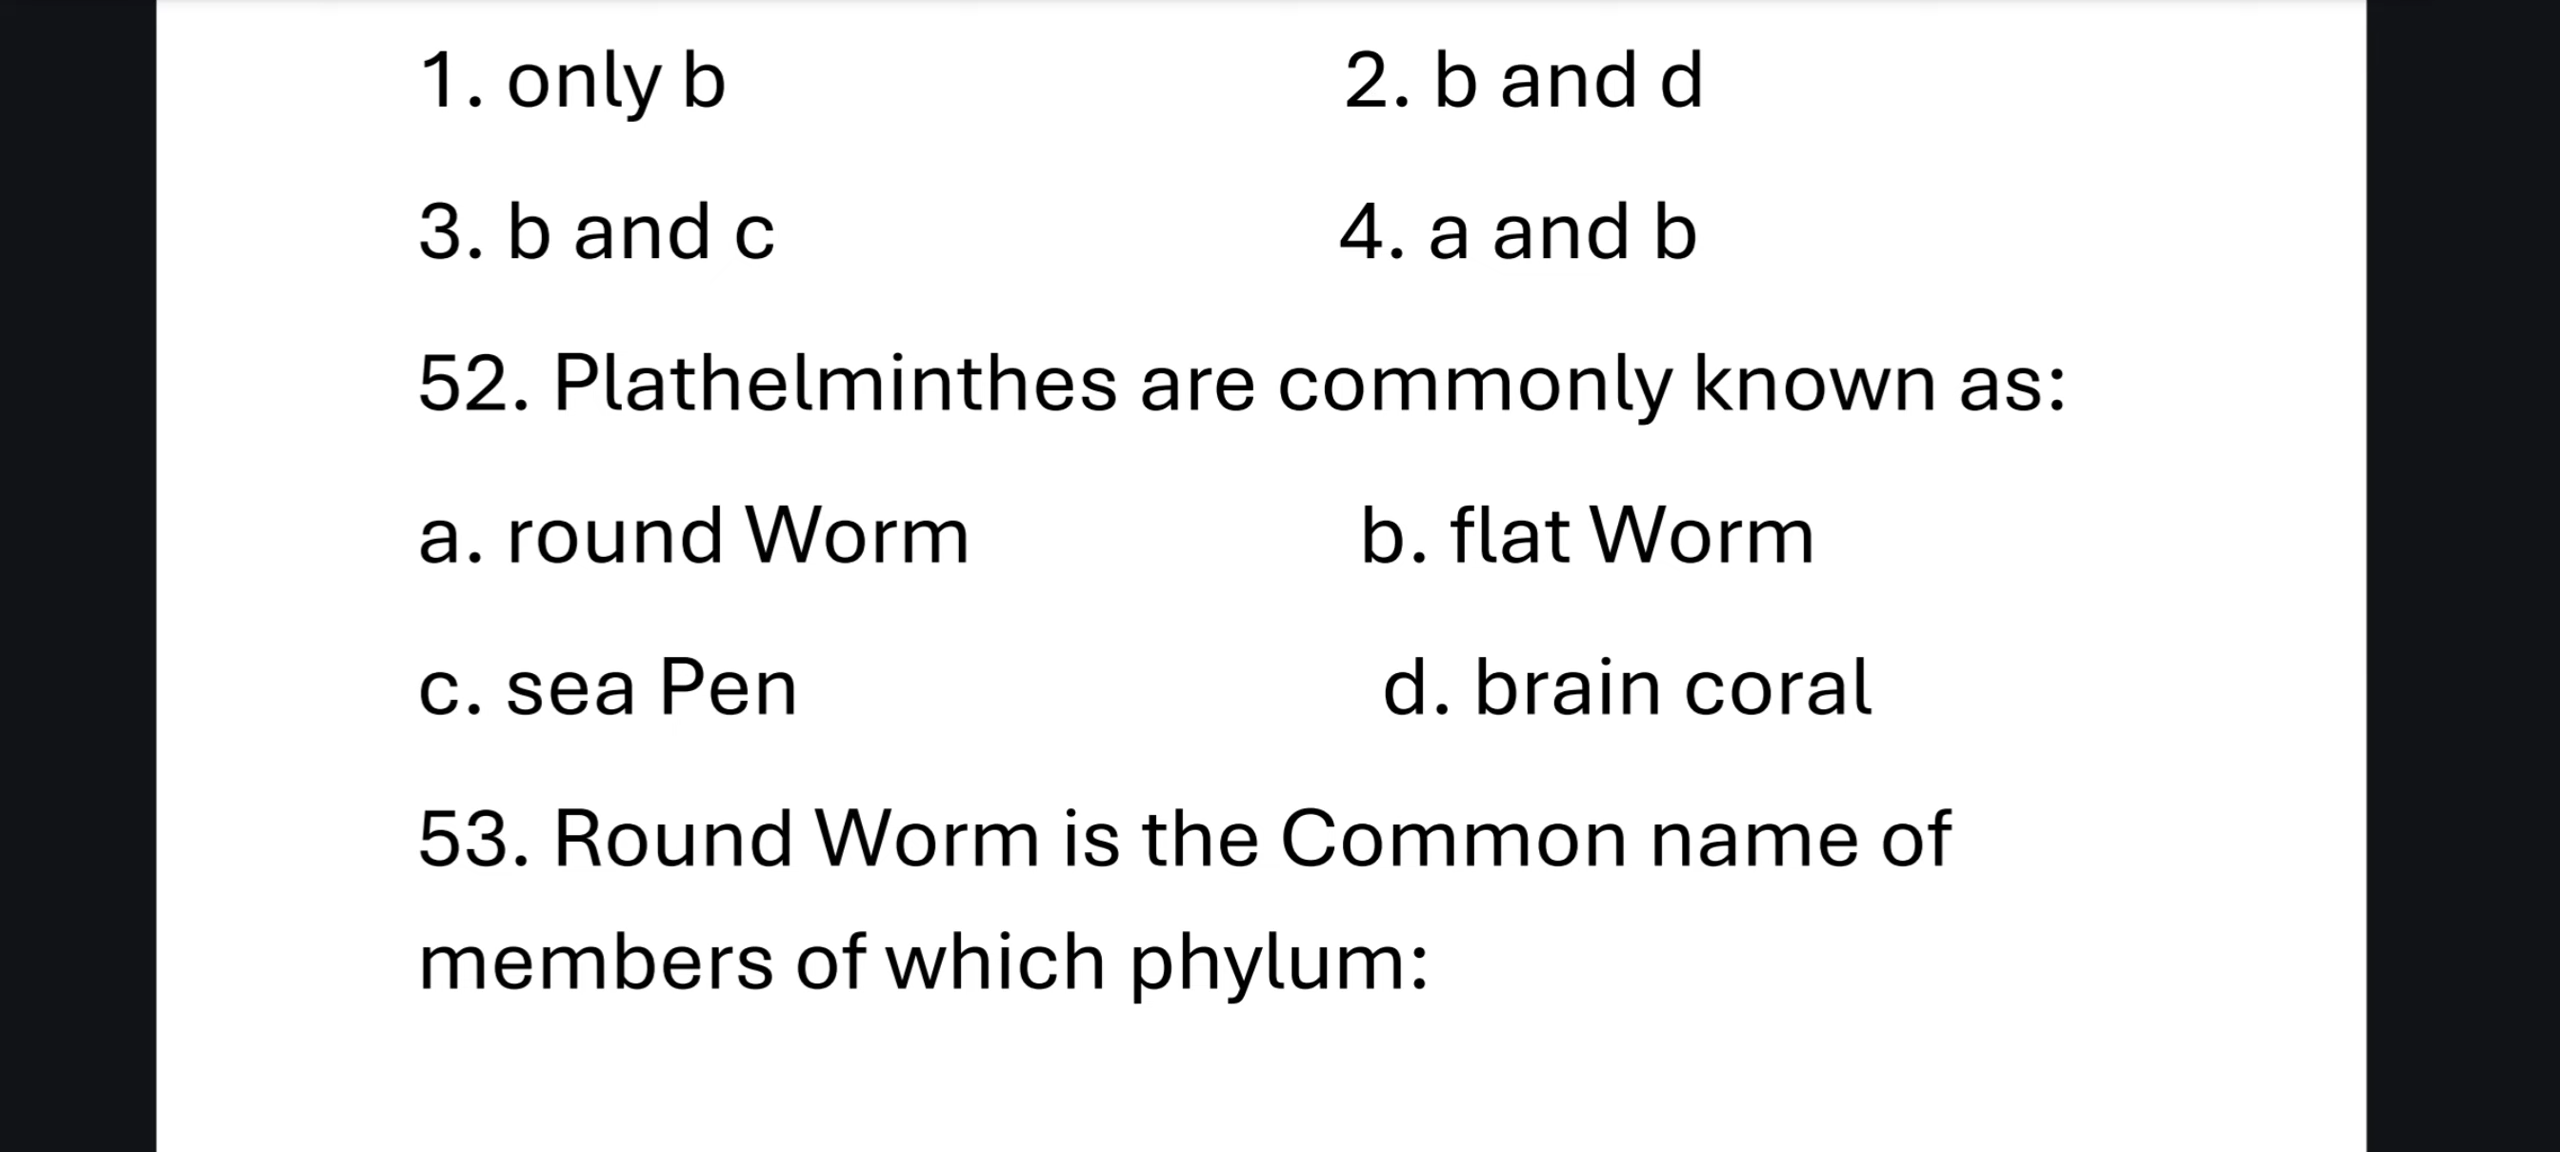 1. only b 2. b and d
3. b and c 4. a and b
52. Plathelminthes are commonly known as:
a. round Worm b. flat Worm
c. sea Pen d. brain coral
53. Round Worm is the Common name of
members of which phylum: